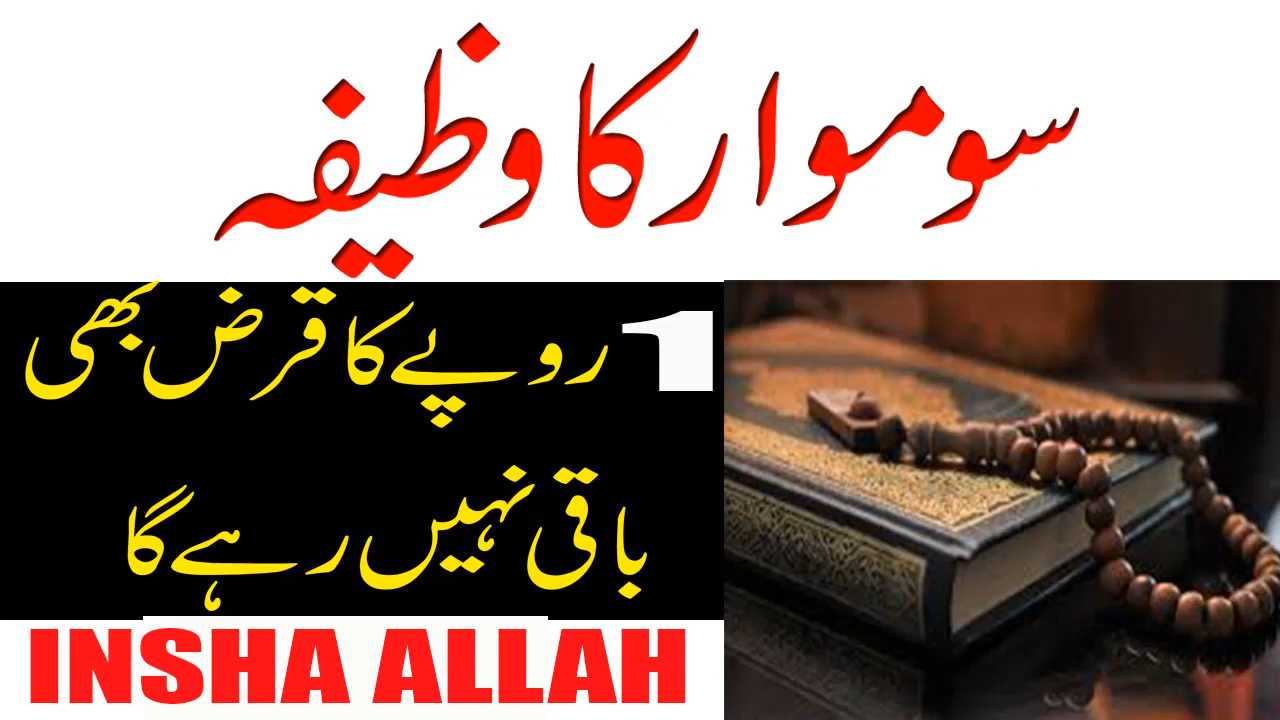 سوموار کا وظیفہ
1 روپے کا قرض بھی
باقی نہیں رہے گا
INSHA ALLAH